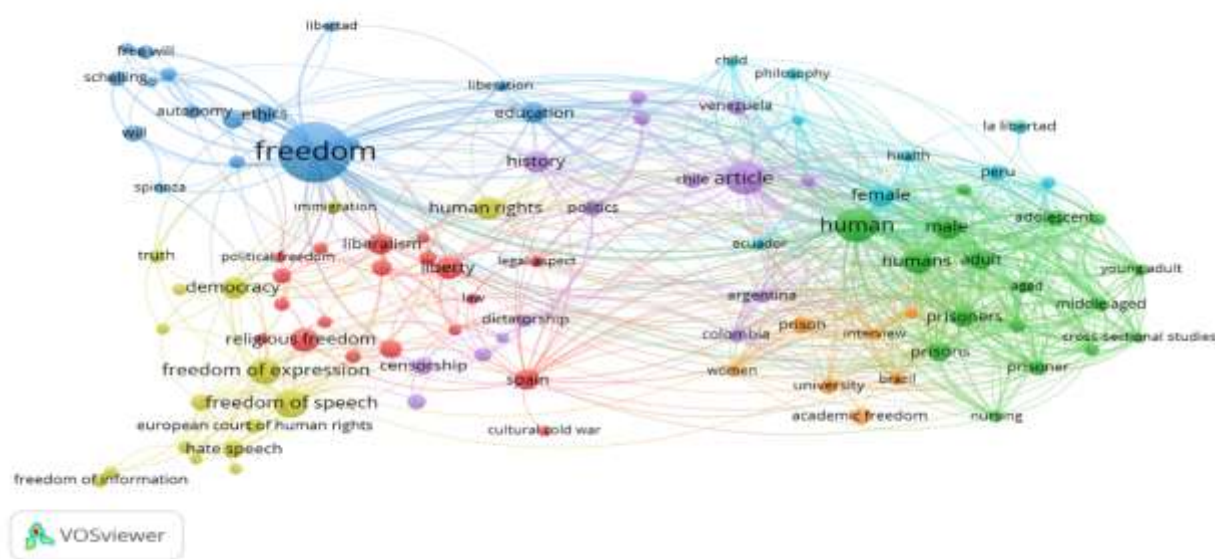 libertad
free will
schelling
liberation
child
philosophy
autonomy
ethics
education
venezuela
will
la libertad
freedom
history
health
chile
article
peru
spinoza
female
immigration
human rights
politics
human
male
adolescent
liberalism
ecuador
truth
political freedom
liberty
legal aspect
humans
adult
young adult
democracy
law
argentina
aged
middle aged
dictatorship
prison
prisoners
religious freedom
colombia
interview
cross-sectional studies
censorship
prisons
freedom of expression
spain
women
prisoner
university
brazil
freedom of speech
academic freedom
nursing
european court of human rights
cultural cold war
hate speech
freedom of information
VOSviewer